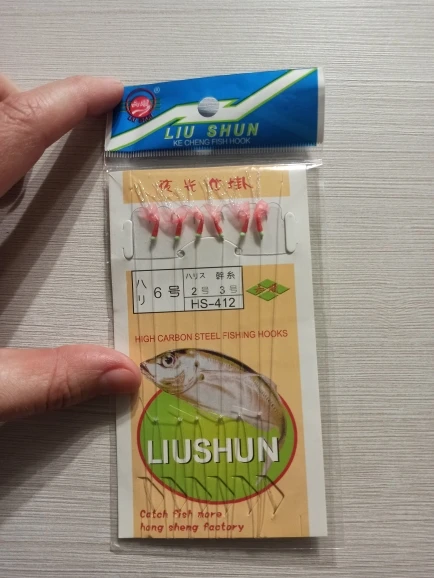 LIU SHUN
KE CHENG FISH HOOK
ハリ 6号
ハリス 幹糸
2号 3号
HS-412
HIGH CARBON STEEL FISHING HOOKS
LIUSHUN
Catch fish more
hong sheng factory